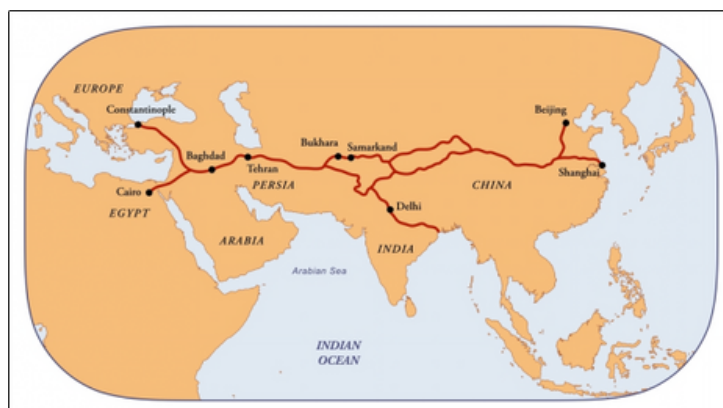 EUROPE
Constantinople
Beijing
Bukhara
Samarkand
Baghdad
Tehran
Shanghai
Cairo
PERSIA
CHINA
EGYPT
Delhi
ARABIA
INDIA
Arabian Sea
INDIAN
OCEAN